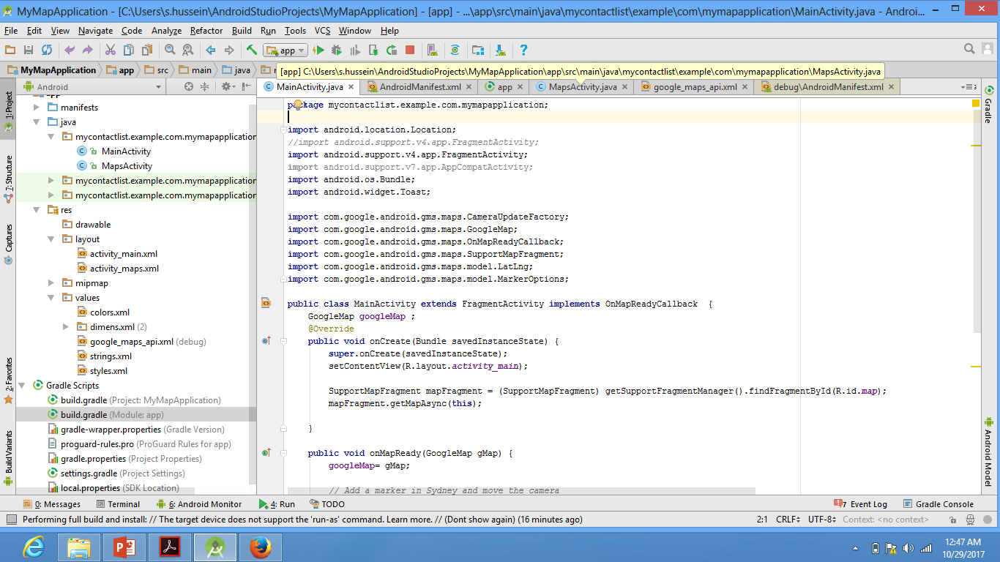 MyMapApplication - [C:\Users\s.hussein\AndroidStudioProjects\MyMapApplication] - [app] - ...\app\src\main\java\mycontactlist\example\com\mymapapplication\MainActivity.java - Androi...
File Edit View Navigate Code Analyze Refactor Build Run Tools VCS Window Help
app
MyMapApplication app src main java
[app] C:\Users\s.hussein\AndroidStudioProjects\MyMapApplication\app\src\main\java\mycontactlist\example\com\mymapapplication\MapsActivity.java
Android
MainActivity.java AndroidManifest.xml app MapsActivity.java google_maps_api.xml debug\AndroidManifest.xml
1: Project
7: Structure
Captures
2: Favorites
Build Variants
app
manifests
java
mycontactlist.example.com.mymapapplication
MainActivity
MapsActivity
mycontactlist.example.com.mymapapplication
mycontactlist.example.com.mymapapplication
res
drawable
layout
activity_main.xml
activity_maps.xml
mipmap
values
colors.xml
dimens.xml (2)
google_maps_api.xml (debug)
strings.xml
styles.xml
Gradle Scripts
build.gradle (Project: MyMapApplication)
build.gradle (Module: app)
gradle-wrapper.properties (Gradle Version)
proguard-rules.pro (ProGuard Rules for app)
gradle.properties (Project Properties)
settings.gradle (Project Settings)
local.properties (SDK Location)
package mycontactlist.example.com.mymapapplication;
import android.location.Location;
//import android.support.v4.app.FragmentActivity;
import android.support.v4.app.FragmentActivity;
import android.support.v7.app.AppCompatActivity;
import android.os.Bundle;
import android.widget.Toast;
import com.google.android.gms.maps.CameraUpdateFactory;
import com.google.android.gms.maps.GoogleMap;
import com.google.android.gms.maps.OnMapReadyCallback;
import com.google.android.gms.maps.SupportMapFragment;
import com.google.android.gms.maps.model.LatLng;
import com.google.android.gms.maps.model.MarkerOptions;
public class MainActivity extends FragmentActivity implements OnMapReadyCallback {
GoogleMap googleMap ;
@Override
public void onCreate(Bundle savedInstanceState) {
super.onCreate(savedInstanceState);
setContentView(R.layout.activity_main);
SupportMapFragment mapFragment = (SupportMapFragment) getSupportFragmentManager().findFragmentById(R.id.map);
mapFragment.getMapAsync(this);
}
public void onMapReady(GoogleMap gMap) {
googleMap= gMap;
// Add a marker in Sydney and move the camera
Gradle
Android Model
0: Messages Terminal 6: Android Monitor 4: Run TODO 7 Event Log Gradle Console
Performing full build and install: // The target device does not support the 'run-as' command. Learn more. // (Dont show again) (16 minutes ago) 2:1 CRLF UTF-8 Context: <no context>
12:47 AM
10/29/2017